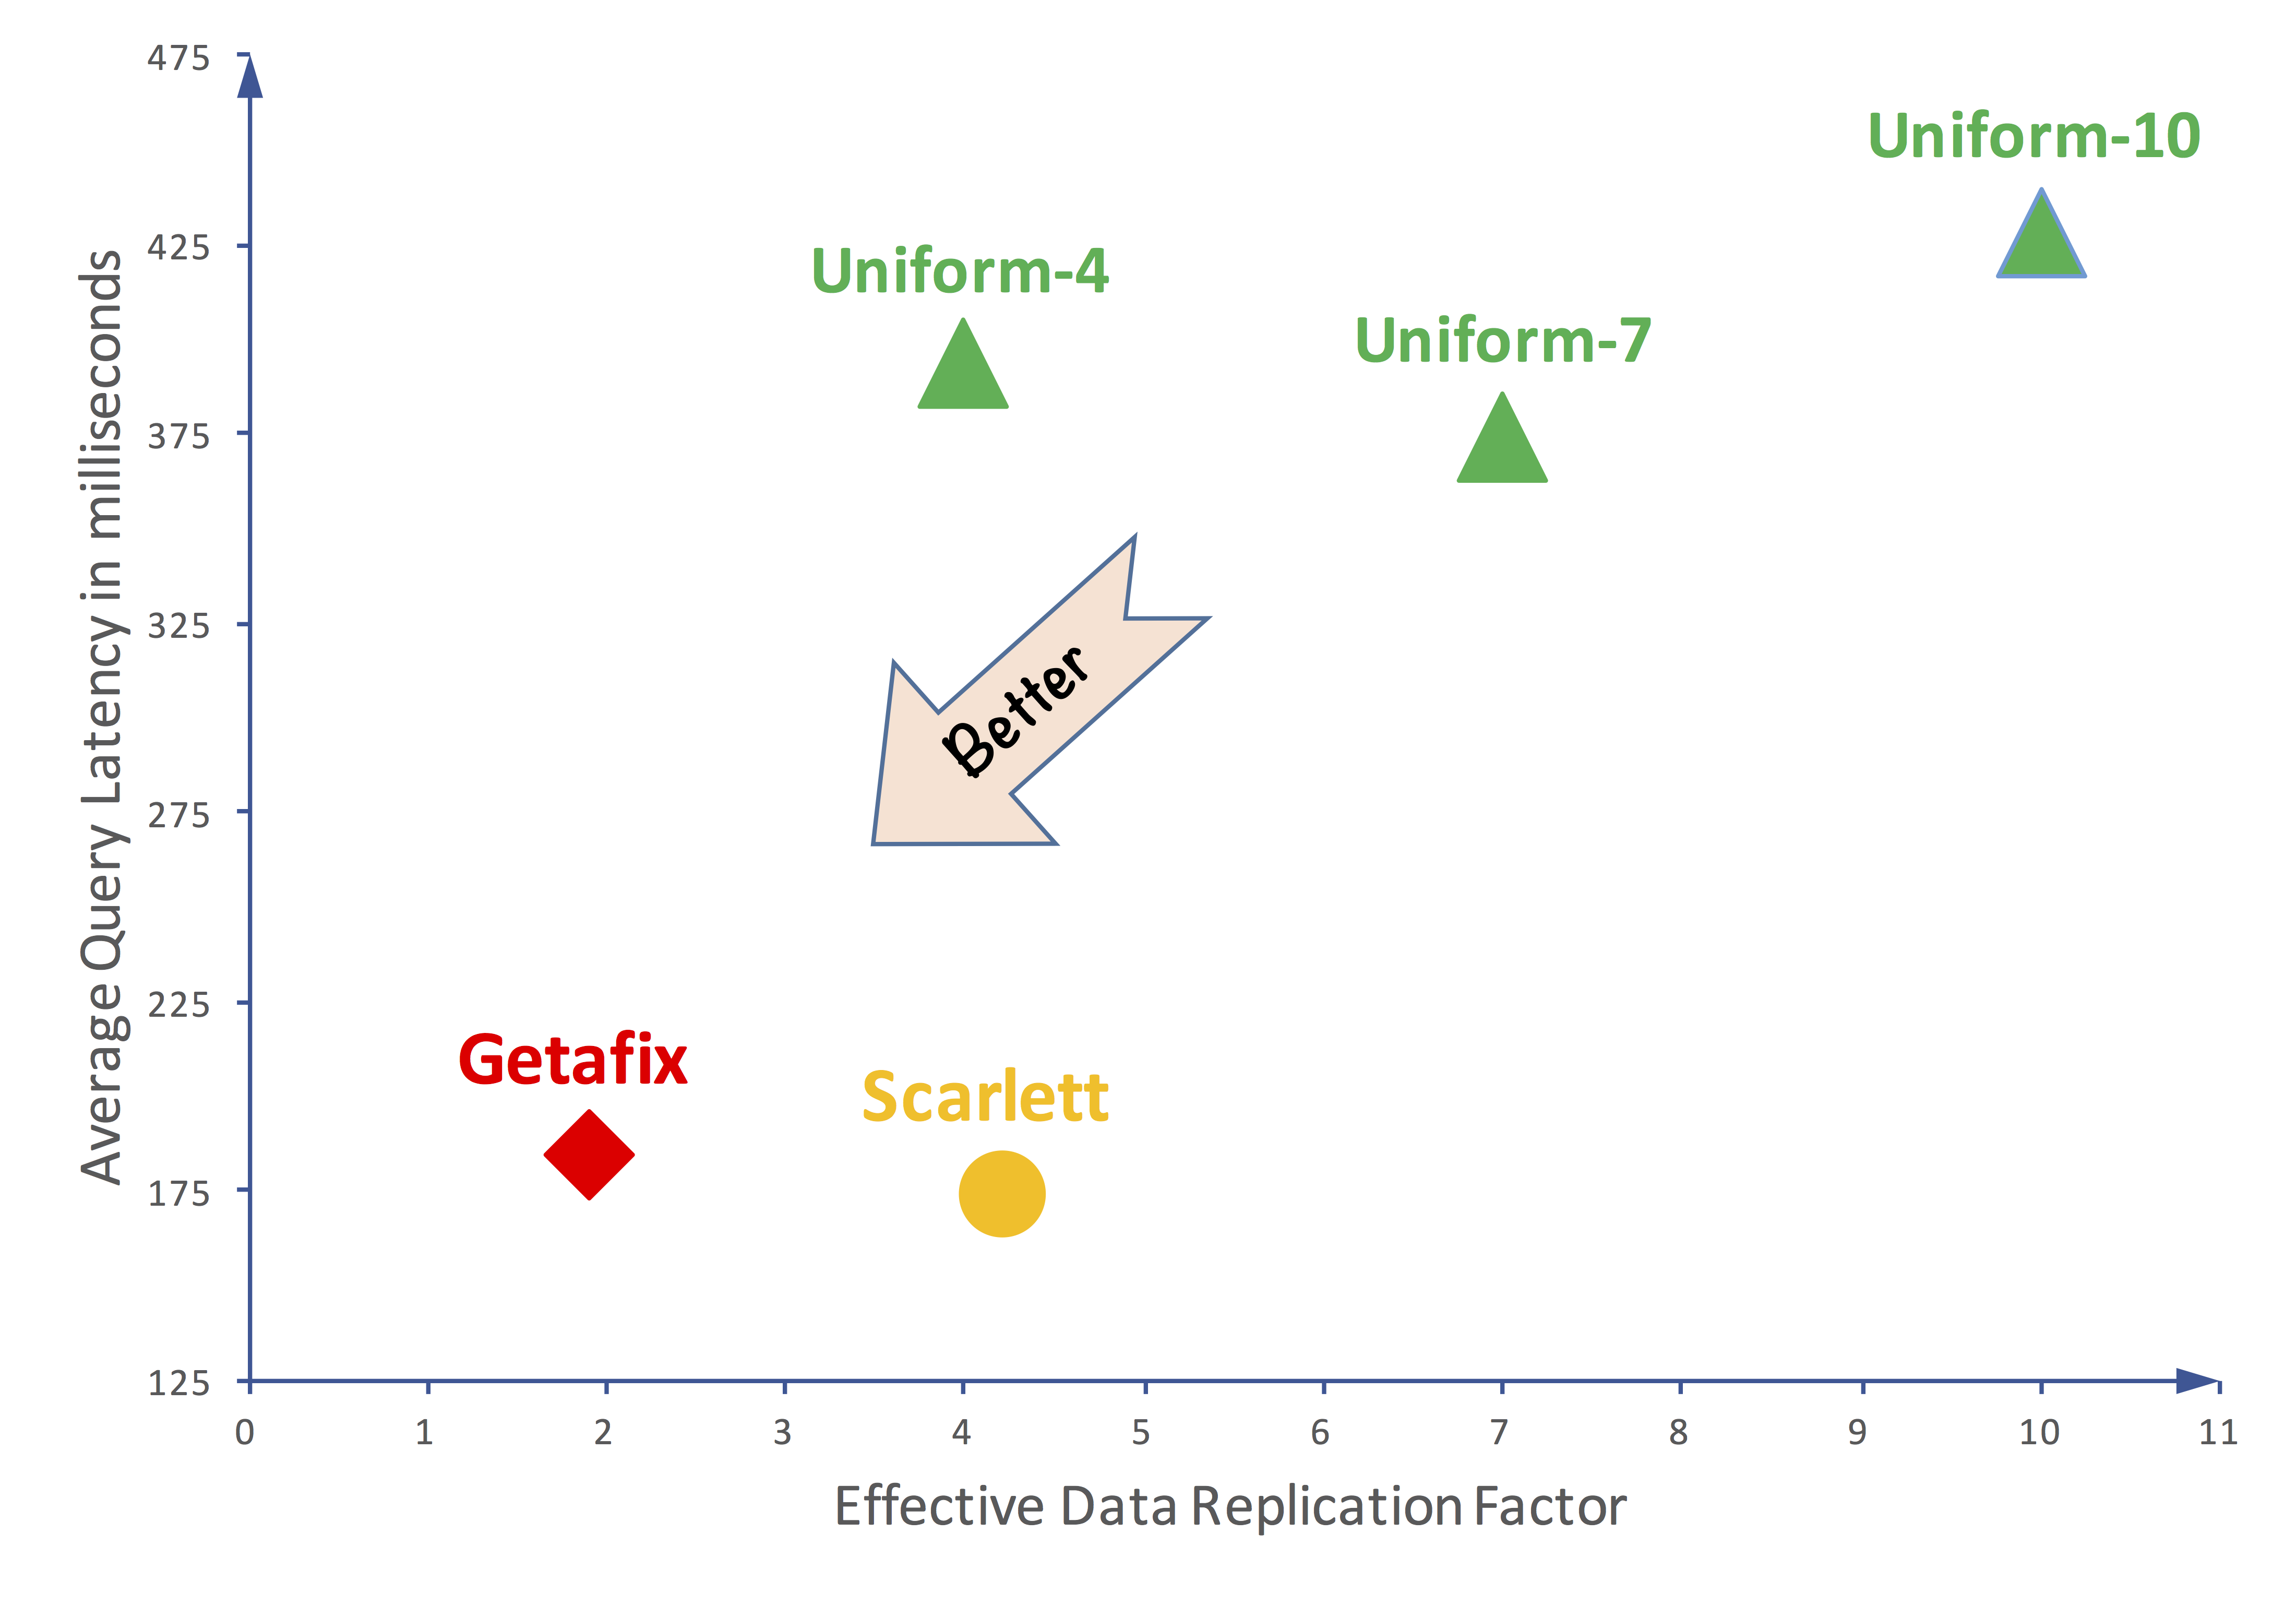 475
Uniform-10
425
Uniform-4
Uniform-7
375
325
Better
275
225
Getafix
Scarlett
175
125
0 1 2 3 4 5 6 7 8 9 10 11
Effective Data Replication Factor
Average Query Latency in milliseconds